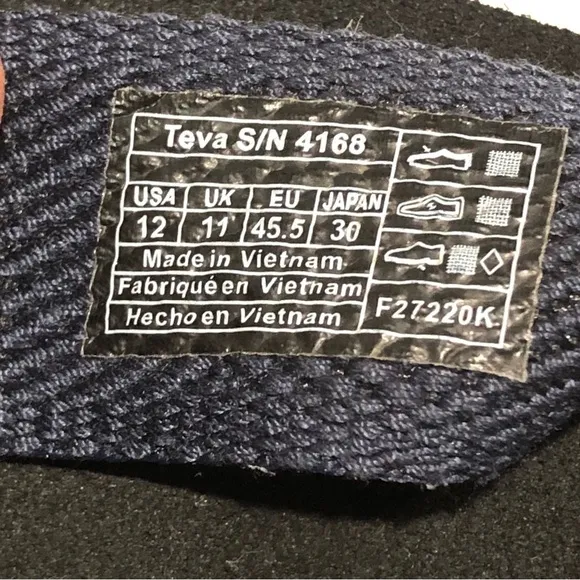 Teva S/N 4168
USA UK EU JAPAN
12 11 45.5 30
Made in Vietnam
Fabriqué en Vietnam
Hecho en Vietnam
F27220K